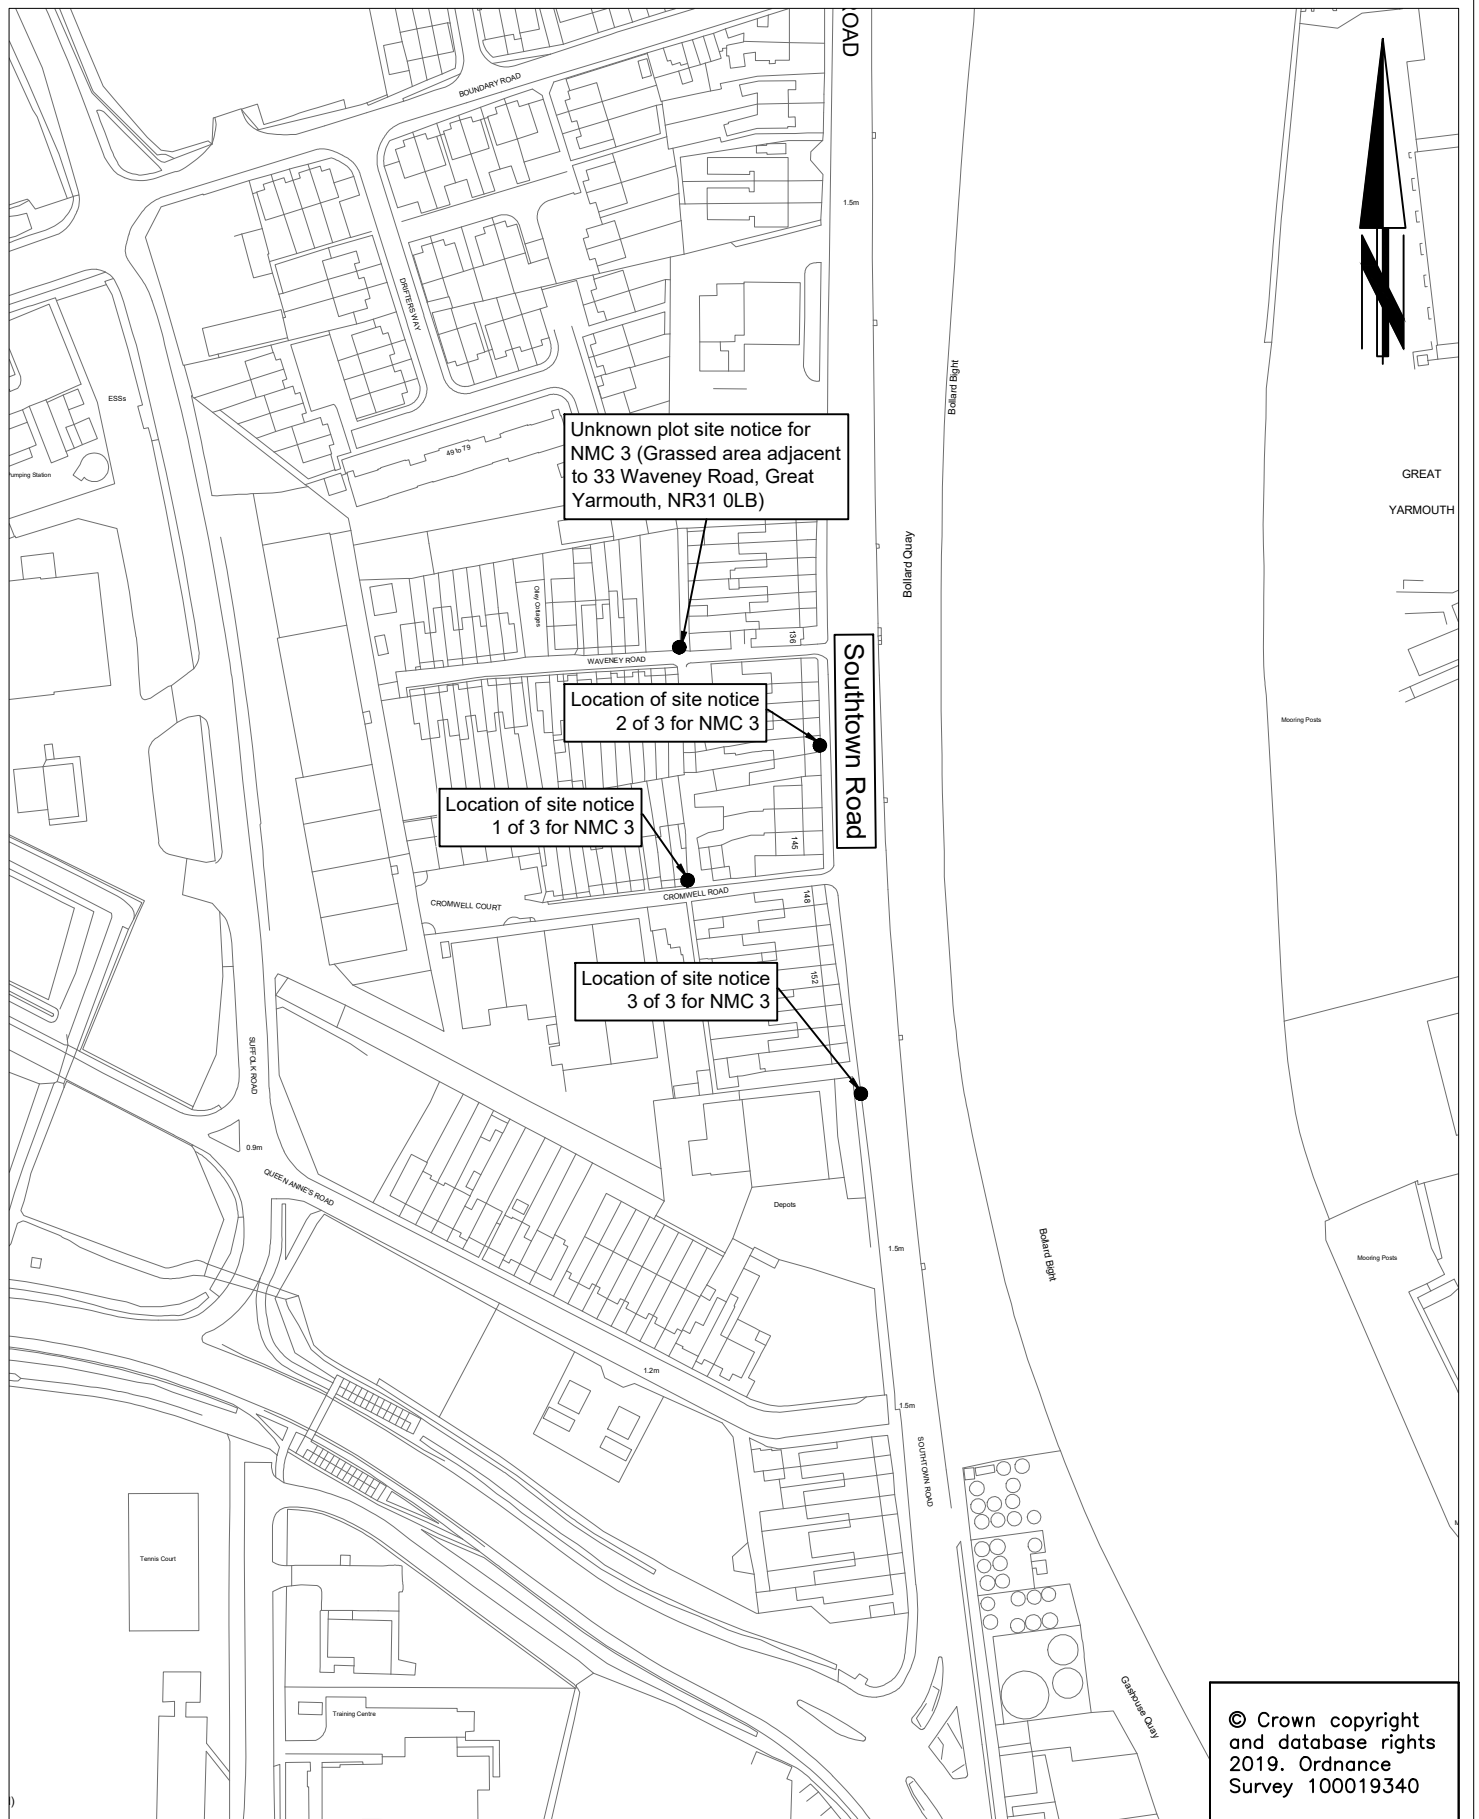 ROAD
BOUNDARY ROAD
1.5m
DRIFTERS WAY
Bollard Bight
ESSs
49 to 79
Pumping Station
Unknown plot site notice for
NMC 3 (Grassed area adjacent
to 33 Waveney Road, Great
Yarmouth, NR31 0LB)
N
GREAT
YARMOUTH
Bollard Quay
Olley Cottages
136
WAVENEY ROAD
Southtown Road
Location of site notice
2 of 3 for NMC 3
Mooring Posts
Location of site notice
1 of 3 for NMC 3
145
CROMWELL ROAD
148
CROMWELL COURT
152
Location of site notice
3 of 3 for NMC 3
SUFFOLK ROAD
0.9m
QUEEN ANNE'S ROAD
Depots
1.5m
Bollard Bight
Mooring Posts
1.2m
1.5m
SOUTHTOWN ROAD
Tennis Court
Training Centre
Gashouse Quay
© Crown copyright
and database rights
2019. Ordnance
Survey 100019340